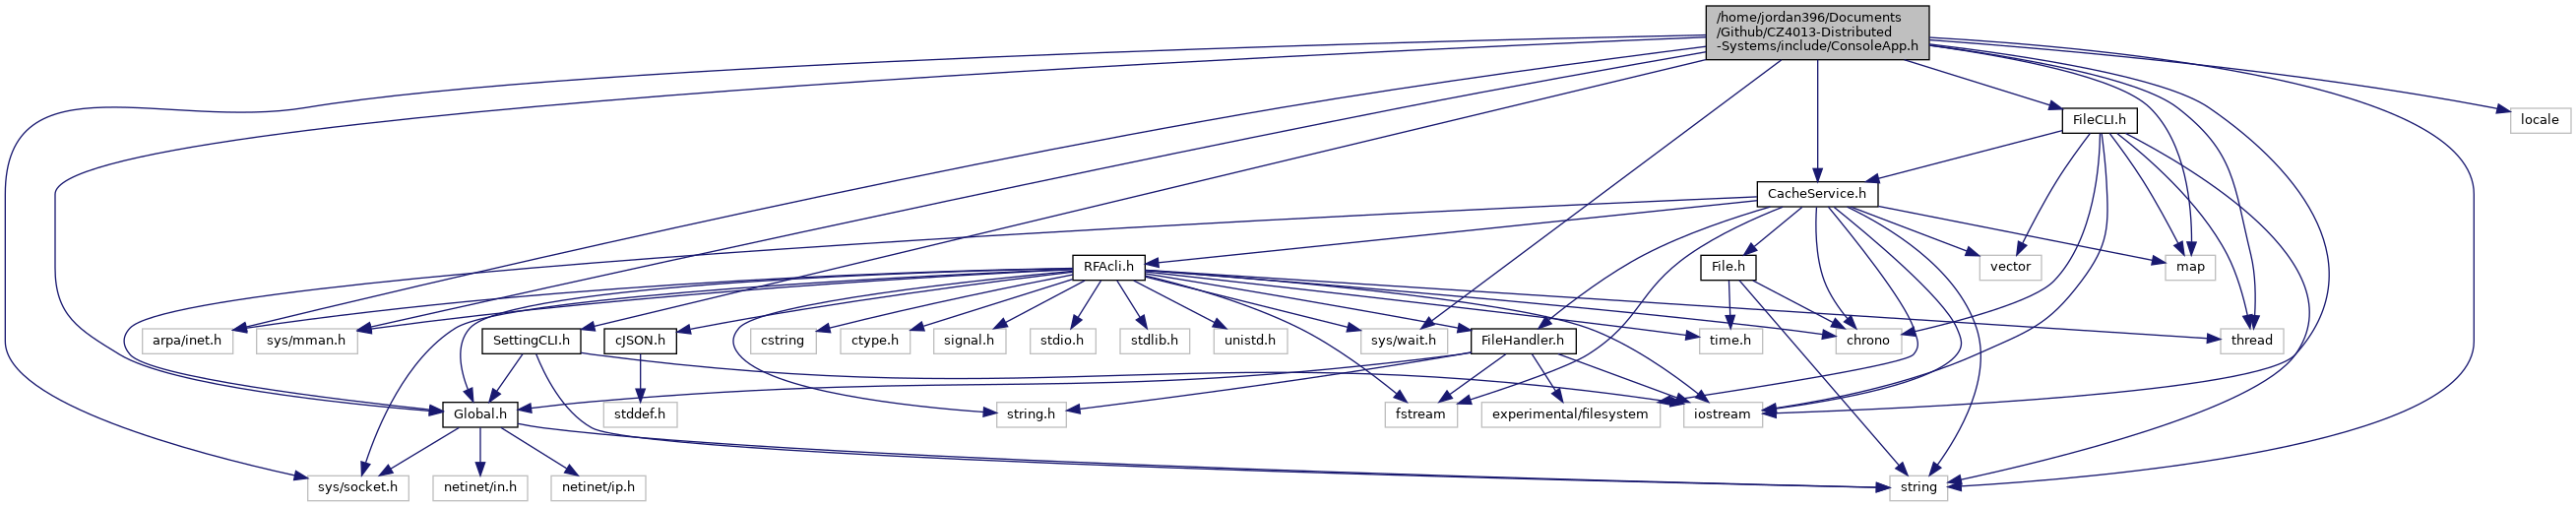 /home/jordan396/Documents
/Github/CZ4013-Distributed
-Systems/include/ConsoleApp.h
FileCLI.h
locale
CacheService.h
RFAcli.h
File.h
vector
map
arpa/inet.h
sys/mman.h
SettingCLI.h
cJSON.h
cstring
ctype.h
signal.h
stdio.h
stdlib.h
unistd.h
sys/wait.h
FileHandler.h
time.h
chrono
thread
Global.h
stddef.h
string.h
fstream
experimental/filesystem
iostream
sys/socket.h
netinet/in.h
netinet/ip.h
string